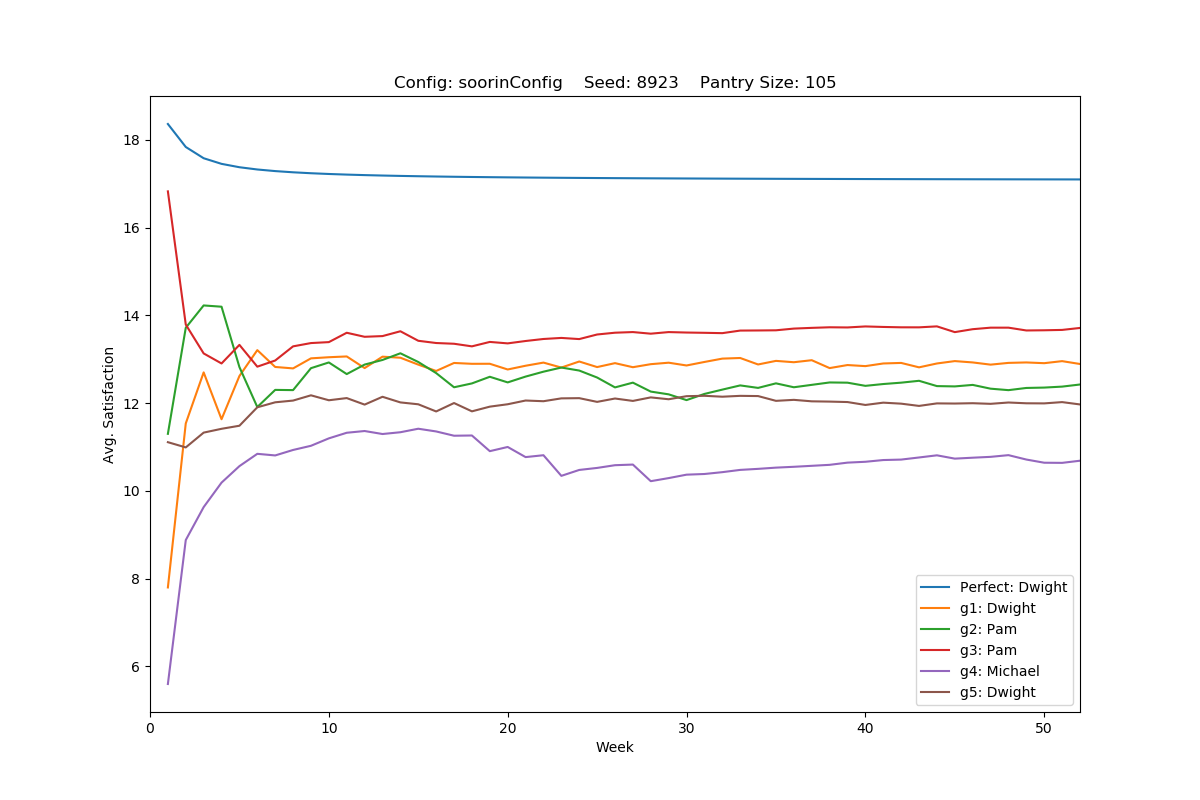 Config: soorinConfig    Seed: 8923    Pantry Size: 105
Avg. Satisfaction
18
16
14
12
10
8
6
0 10 20 30 40 50
Week
Perfect: Dwight
g1: Dwight
g2: Pam
g3: Pam
g4: Michael
g5: Dwight